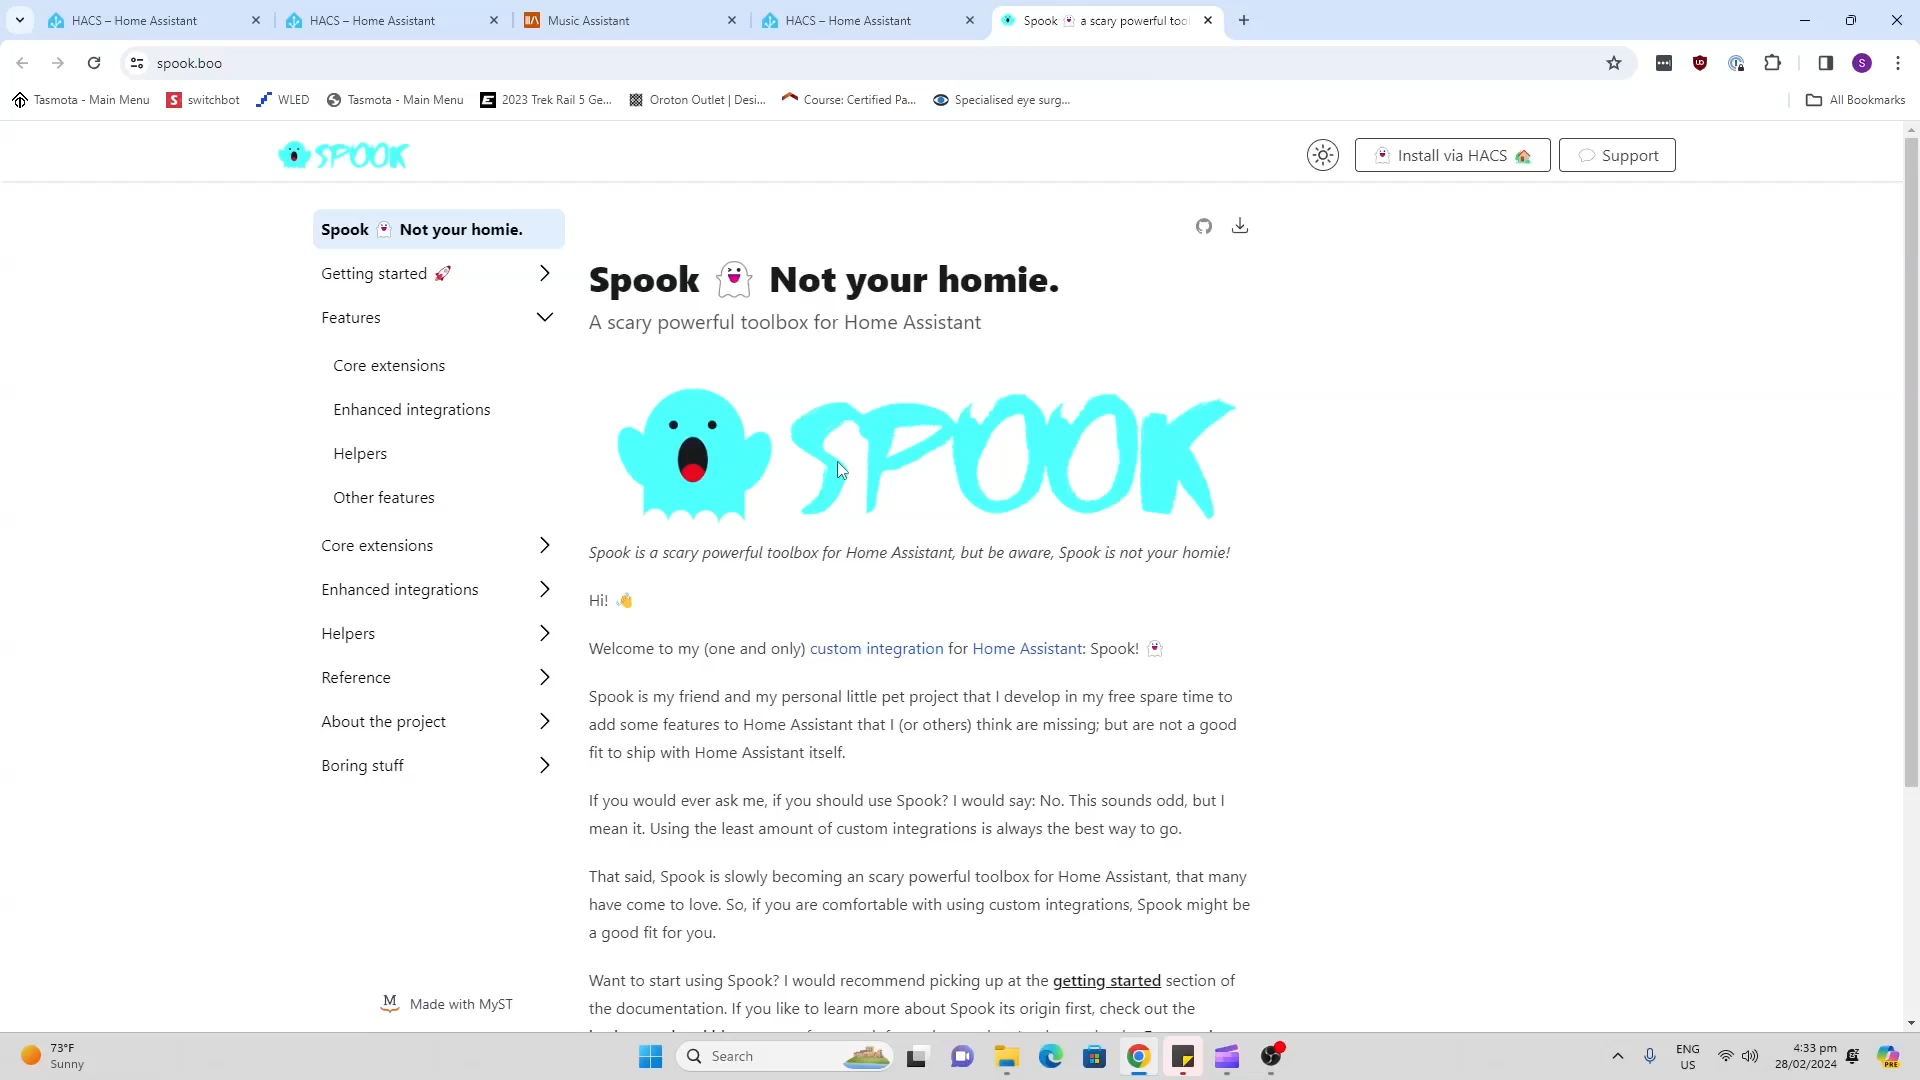 HACS – Home Assistant
HACS – Home Assistant
Music Assistant
HACS – Home Assistant
Spook 👻 a scary powerful tool
spook.boo
S
Tasmota - Main Menu
switchbot
WLED
Tasmota - Main Menu
2023 Trek Rail 5 Ge...
Oroton Outlet | Desi...
Course: Certified Pa...
Specialised eye surg...
All Bookmarks
SPOOK
👻 Install via HACS 🏠
Support
Spook 👻 Not your homie.
Getting started 🚀
Features
Core extensions
Enhanced integrations
Helpers
Other features
Core extensions
Enhanced integrations
Helpers
Reference
About the project
Boring stuff
Made with MyST
Spook 👻 Not your homie.
A scary powerful toolbox for Home Assistant
SPOOK
Spook is a scary powerful toolbox for Home Assistant, but be aware, Spook is not your homie!
Hi! 👋
Welcome to my (one and only) custom integration for Home Assistant: Spook! 👻
Spook is my friend and my personal little pet project that I develop in my free spare time to
add some features to Home Assistant that I (or others) think are missing; but are not a good
fit to ship with Home Assistant itself.
If you would ever ask me, if you should use Spook? I would say: No. This sounds odd, but I
mean it. Using the least amount of custom integrations is always the best way to go.
That said, Spook is slowly becoming an scary powerful toolbox for Home Assistant, that many
have come to love. So, if you are comfortable with using custom integrations, Spook might be
a good fit for you.
Want to start using Spook? I would recommend picking up at the getting started section of
the documentation. If you like to learn more about Spook its origin first, check out the
73°F
Sunny
Search
ENG
US
4:33 pm
28/02/2024
PRE